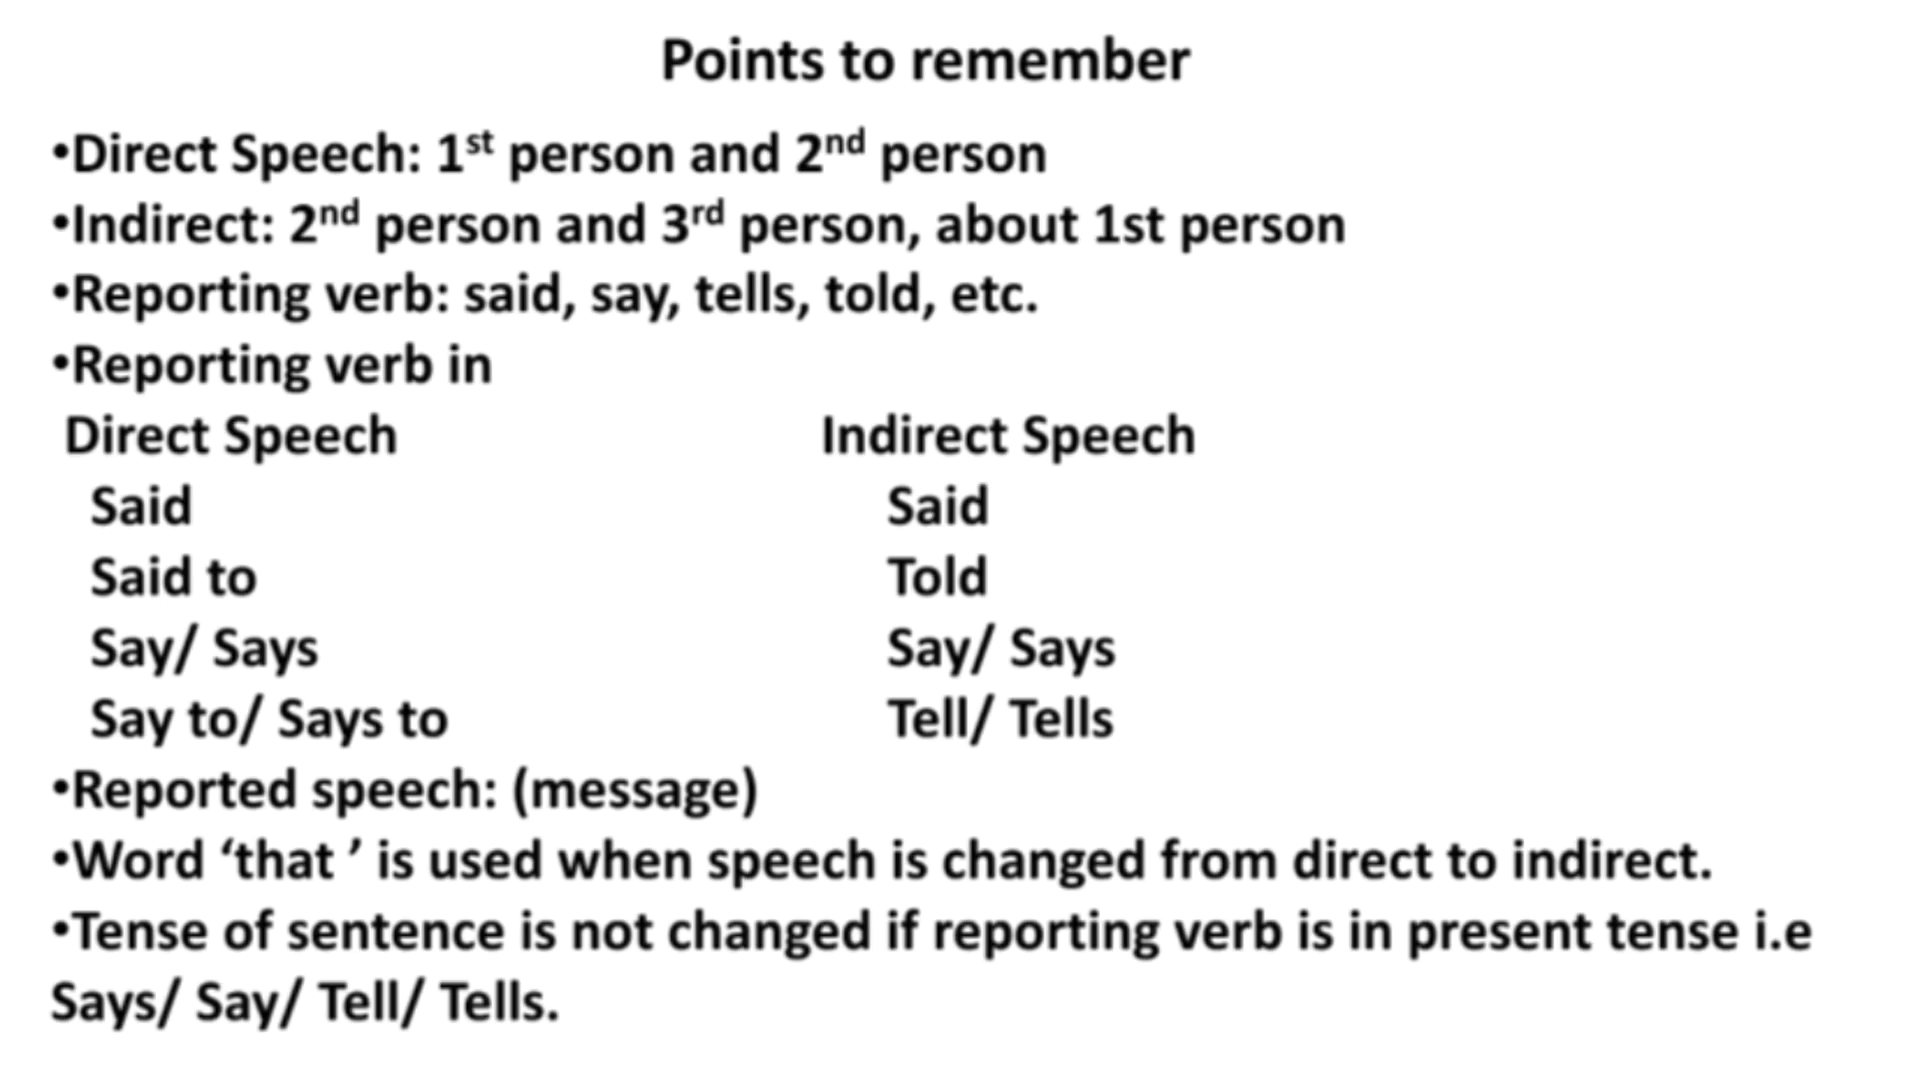 Points to remember
•Direct Speech: 1st person and 2nd person
•Indirect: 2nd person and 3rd person, about 1st person
•Reporting verb: said, say, tells, told, etc.
•Reporting verb in
Direct Speech Indirect Speech
Said Said
Said to Told
Say/ Says Say/ Says
Say to/ Says to Tell/ Tells
•Reported speech: (message)
•Word ‘that ’ is used when speech is changed from direct to indirect.
•Tense of sentence is not changed if reporting verb is in present tense i.e
Says/ Say/ Tell/ Tells.